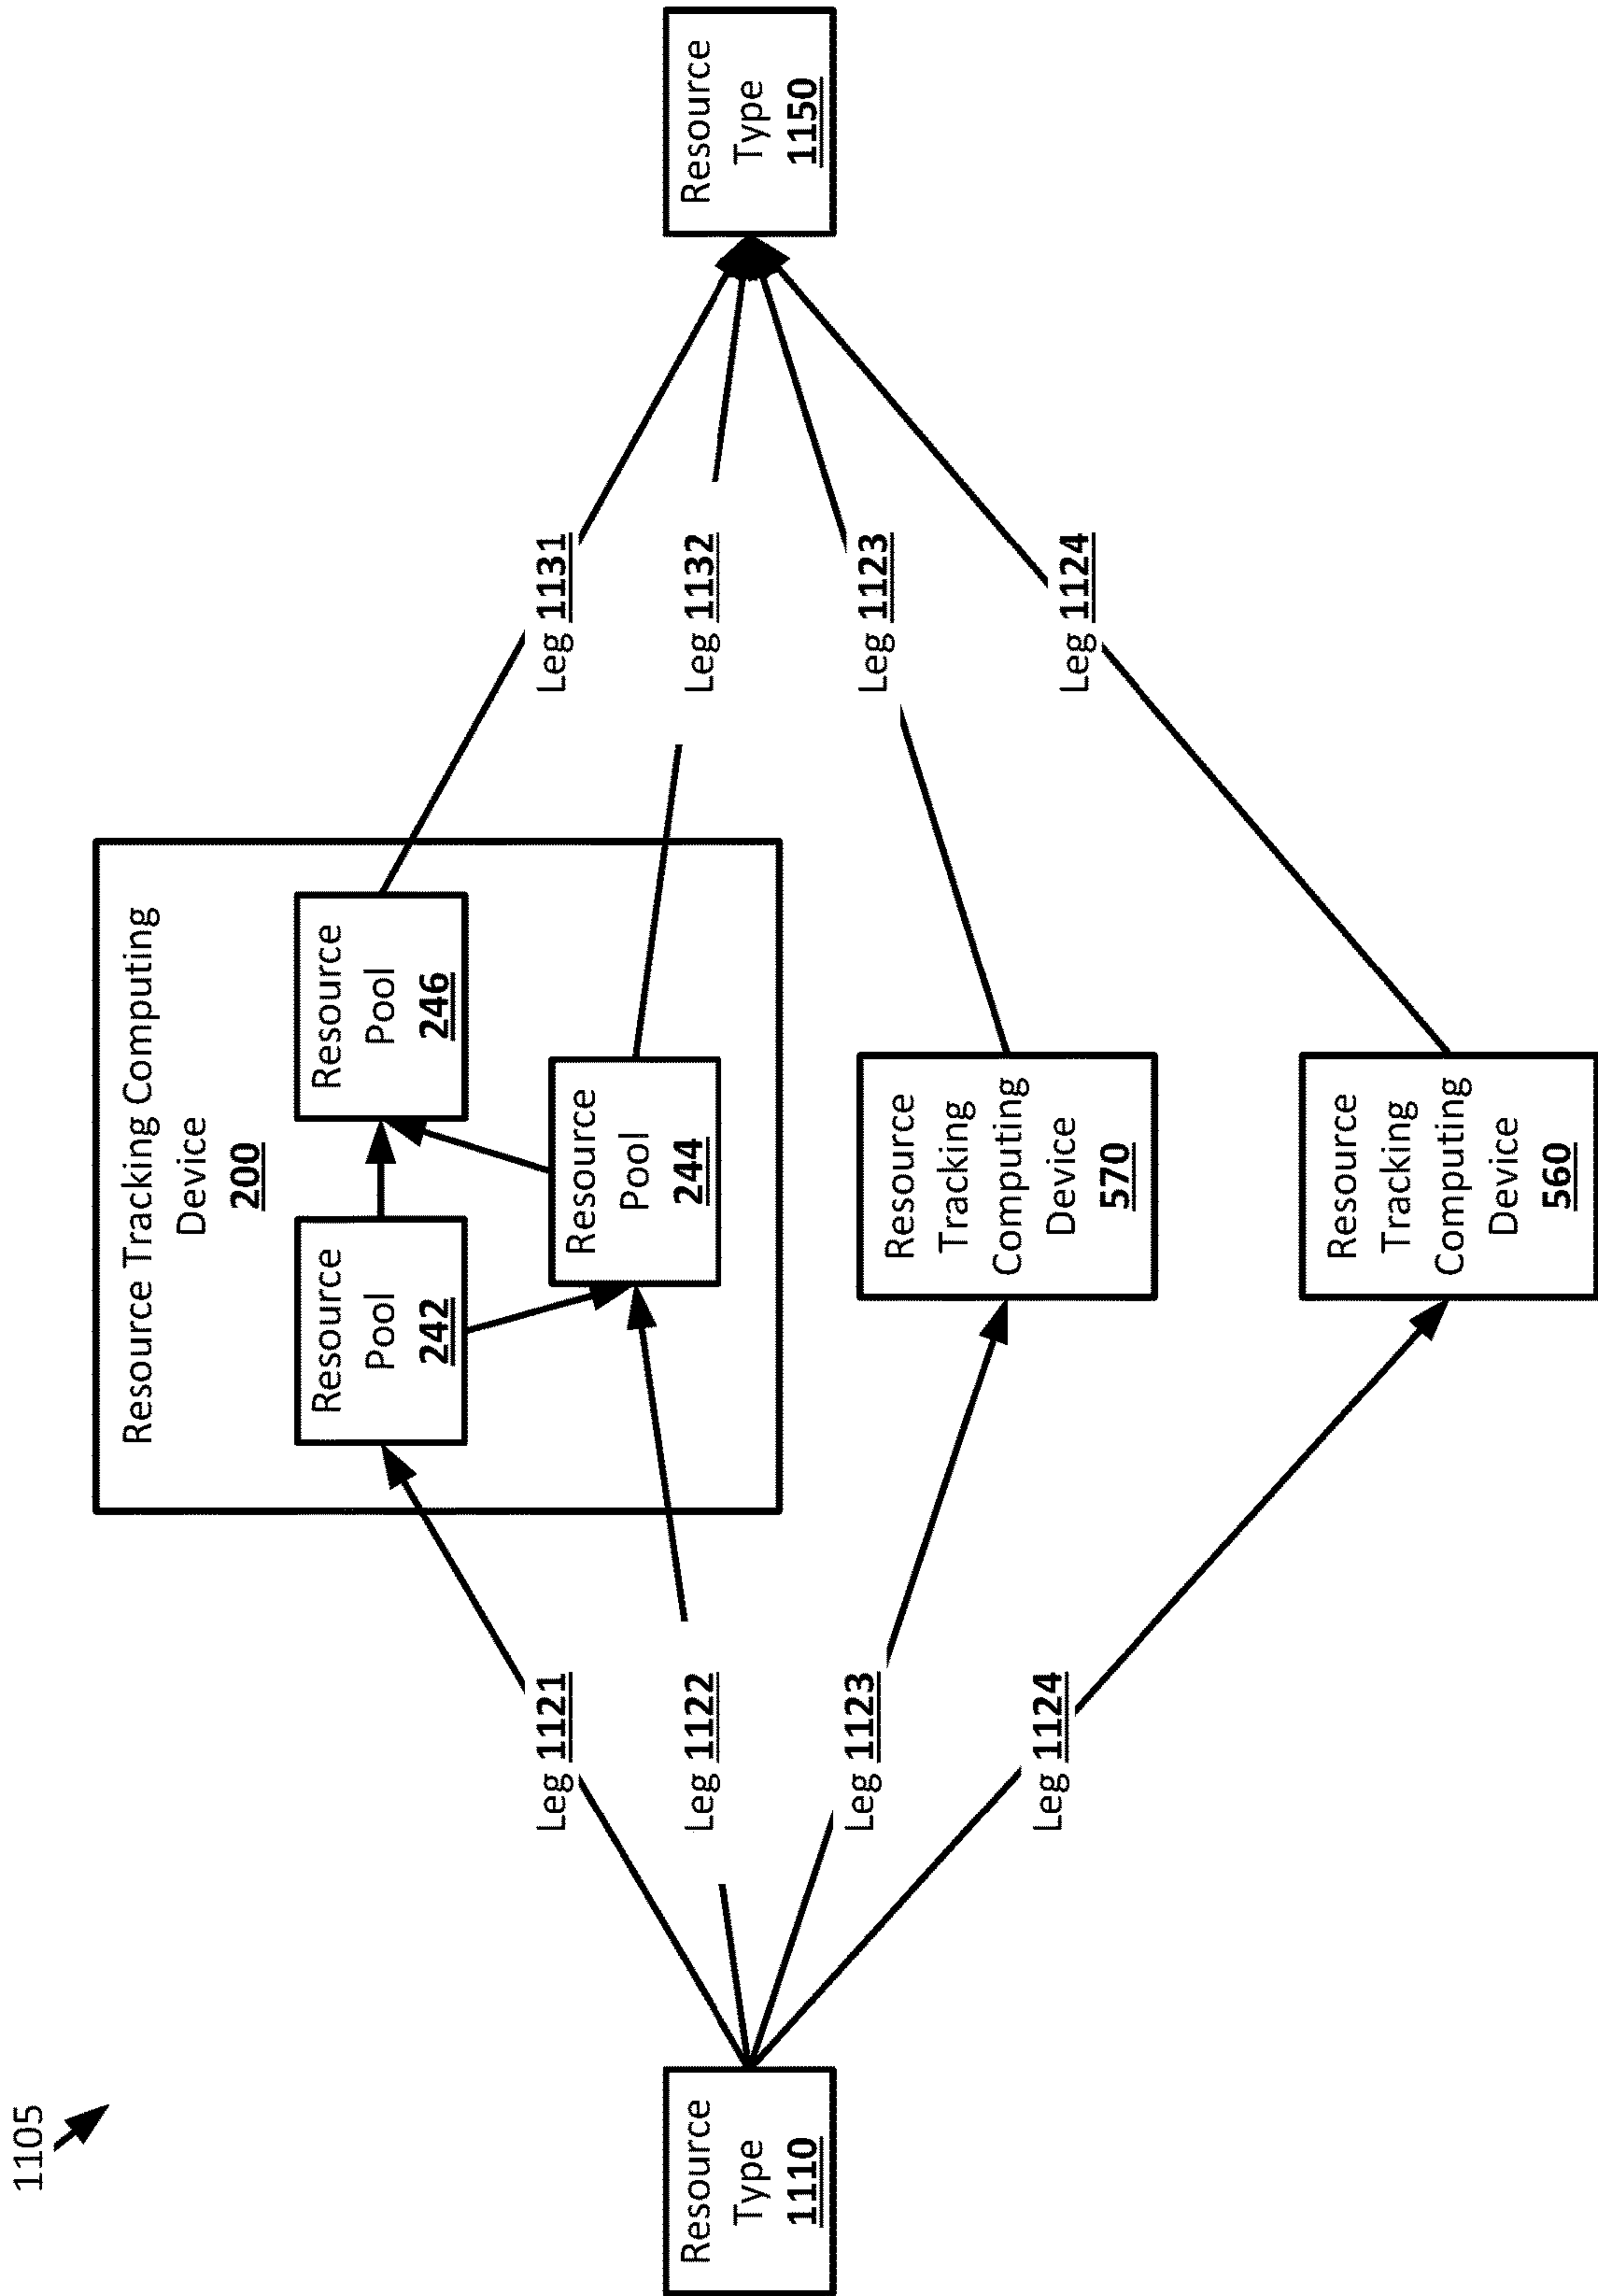 1105
Resource
Type
1110
Leg 1121
Leg 1122
Leg 1123
Leg 1124
Resource Tracking Computing
Device
200
Resource
Pool
242
Resource
Pool
246
Resource
Pool
244
Resource
Tracking
Computing
Device
570
Resource
Tracking
Computing
Device
560
Leg 1131
Leg 1132
Leg 1123
Leg 1124
Resource
Type
1150